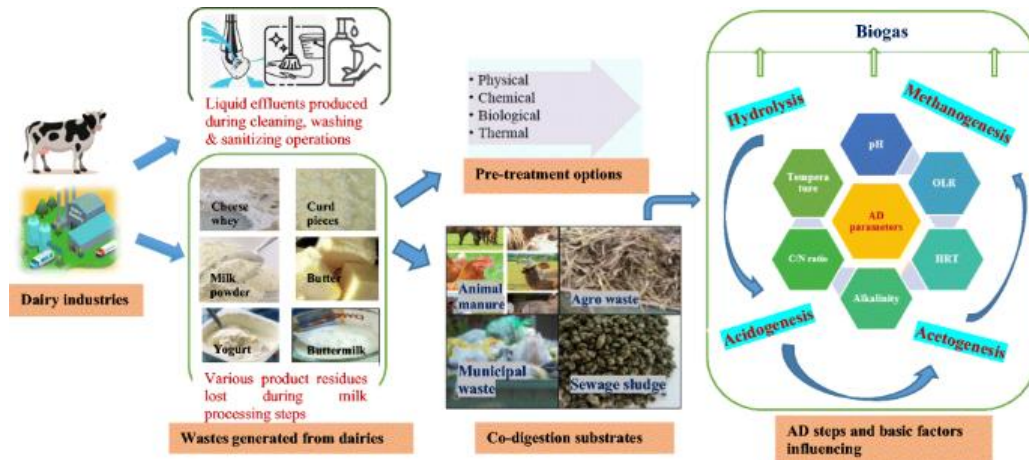 Dairy industries
Liquid effluents produced
during cleaning, washing
& sanitizing operations
Cheese
whey
Curd
pieces
Milk
powder
Butter
Yogurt
Buttermilk
Various product residues
lost during milk
processing steps
Wastes generated from dairies
• Physical
• Chemical
• Biological
• Thermal
Pre-treatment options
Animal
manure
Agro waste
Municipal
waste
Sewage sludge
Co-digestion substrates
Biogas
Hydrolysis
Methanogenesis
pH
Tempera
ture
OLR
AD
parameters
C/N ratio
HRT
Alkalinity
Acidogenesis
Acetogenesis
AD steps and basic factors
influencing